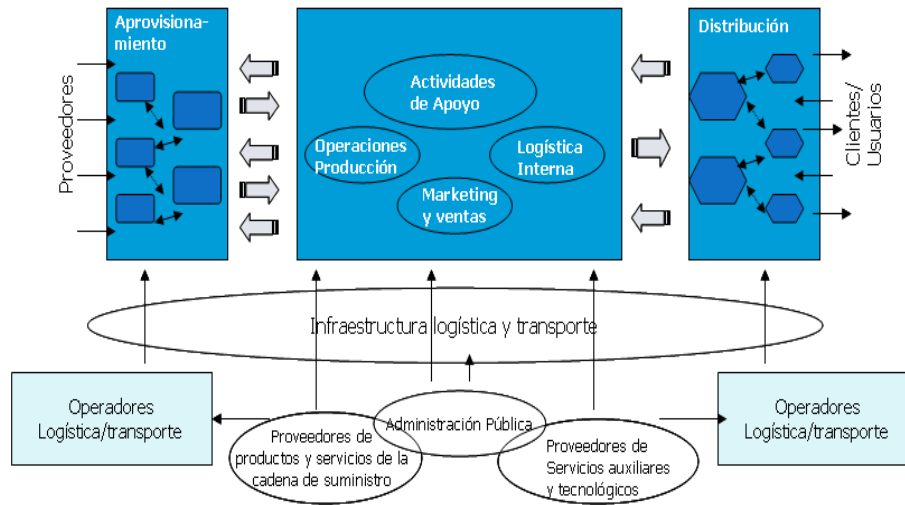 Aprovisiona-
miento
Distribución
Proveedores
Actividades
de Apoyo
Operaciones
Producción
Logística
Interna
Marketing
y ventas
Clientes/
Usuarios
Infraestructura logística y transporte
Operadores
Logística/transporte
Proveedores de
productos y servicios de la
cadena de suministro
Administración Pública
Proveedores de
Servicios auxiliares
y tecnológicos
Operadores
Logística/transporte